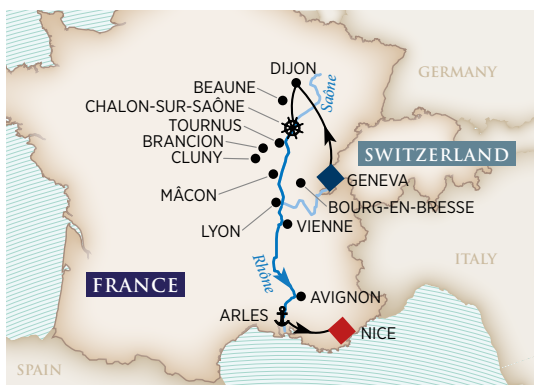 DIJON
GERMANY
BEAUNE
Saône
CHALON-SUR-SAÔNE
TOURNUS
BRANCION
CLUNY
SWITZERLAND
GENEVA
MÂCON
BOURG-EN-BRESSE
LYON
VIENNE
Rhône
ITALY
FRANCE
AVIGNON
ARLES
NICE
SPAIN